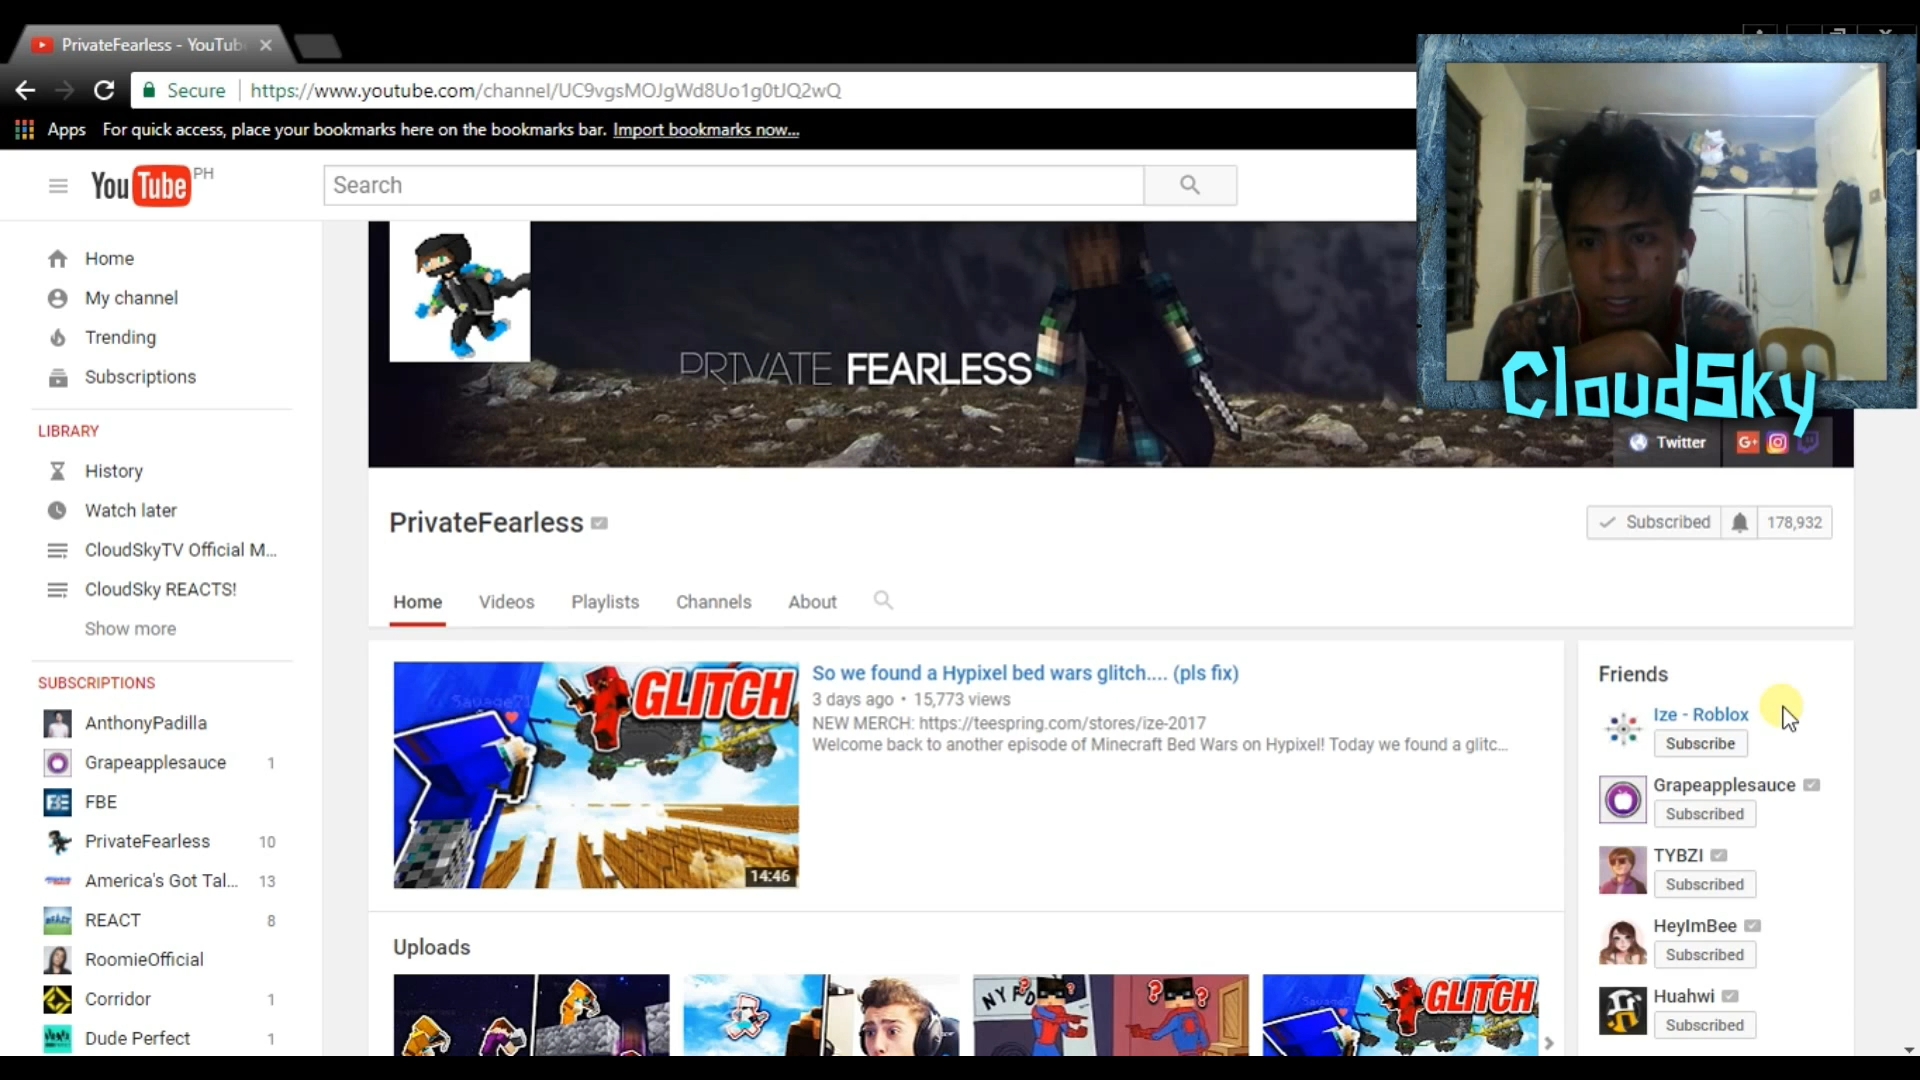 PrivateFearless - YouTub
Secure
https://www.youtube.com/channel/UC9vgsMOJgWd8Uo1g0tJQ2wQ
Apps
For quick access, place your bookmarks here on the bookmarks bar. Import bookmarks now...
YouTube PH
Search
Home
My channel
Trending
Subscriptions
LIBRARY
History
Watch later
CloudSkyTV Official M...
CloudSky REACTS!
Show more
SUBSCRIPTIONS
AnthonyPadilla
Grapeapplesauce 1
FBE
PrivateFearless 10
America's Got Tal... 13
REACT 8
RoomieOfficial
Corridor 1
Dude Perfect 1
PRIVATE FEARLESS
CloudSky
Twitter
G+
PrivateFearless
Subscribed 178,932
Home
Videos
Playlists
Channels
About
GLITCH
14:46
So we found a Hypixel bed wars glitch.... (pls fix)
3 days ago • 15,773 views
NEW MERCH: https://teespring.com/stores/ize-2017
Welcome back to another episode of Minecraft Bed Wars on Hypixel! Today we found a glitc...
Uploads
NYPD
GLITCH
Friends
Ize - Roblox
Subscribe
Grapeapplesauce
Subscribed
TYBZI
Subscribed
HeyImBee
Subscribed
Huahwi
Subscribed